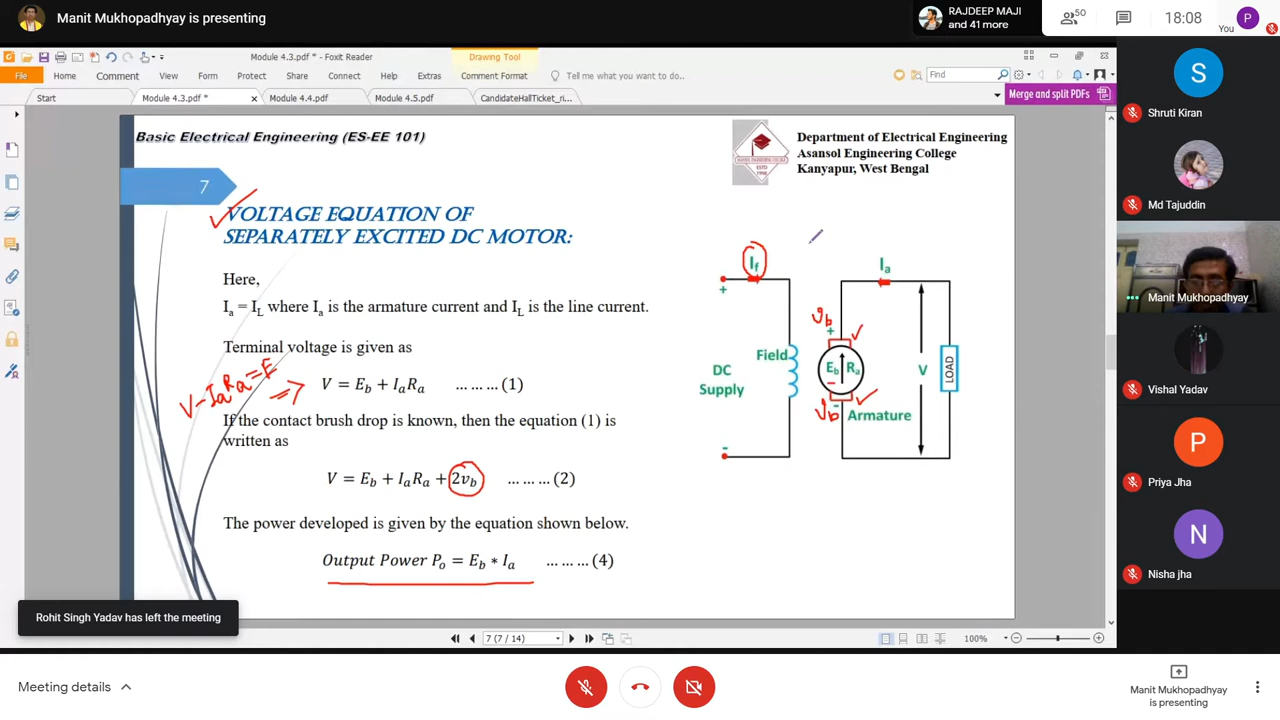 Manit Mukhopadhyay is presenting
RAJDEEP MAJI
and 41 more
50
18:08
You
P
Module 4.3.pdf * - Foxit Reader
Drawing Tool
File
Home
Comment
View
Form
Protect
Share
Connect
Help
Extras
Comment Format
Tell me what you want to do..
Find
Start
Module 4.3.pdf *
Module 4.4.pdf
Module 4.5.pdf
CandidateHallTicket_ri...
Merge and split PDFs
Basic Electrical Engineering (ES-EE 101)
Department of Electrical Engineering
Asansol Engineering College
Kanyapur, West Bengal
7
VOLTAGE EQUATION OF
SEPARATELY EXCITED DC MOTOR:
Here,
Ia = IL where Ia is the armature current and IL is the line current.
Terminal voltage is given as
V - IaRa = E
⇒ V = Eb + IaRa … … … (1)
If the contact brush drop is known, then the equation (1) is
written as
V = Eb + IaRa + 2vb … … … (2)
The power developed is given by the equation shown below.
Output Power Po = Eb * Ia … … … (4)
If
+
Ia
vb
+
Field
DC
Supply
Eb
Ra
-
V
LOAD
vb
-
Armature
-
S
Shruti Kiran
Md Tajuddin
Manit Mukhopadhyay
Vishal Yadav
P
Priya Jha
N
Nisha jha
Rohit Singh Yadav has left the meeting
7 (7 / 14)
100%
Meeting details
Manit Mukhopadhyay
is presenting